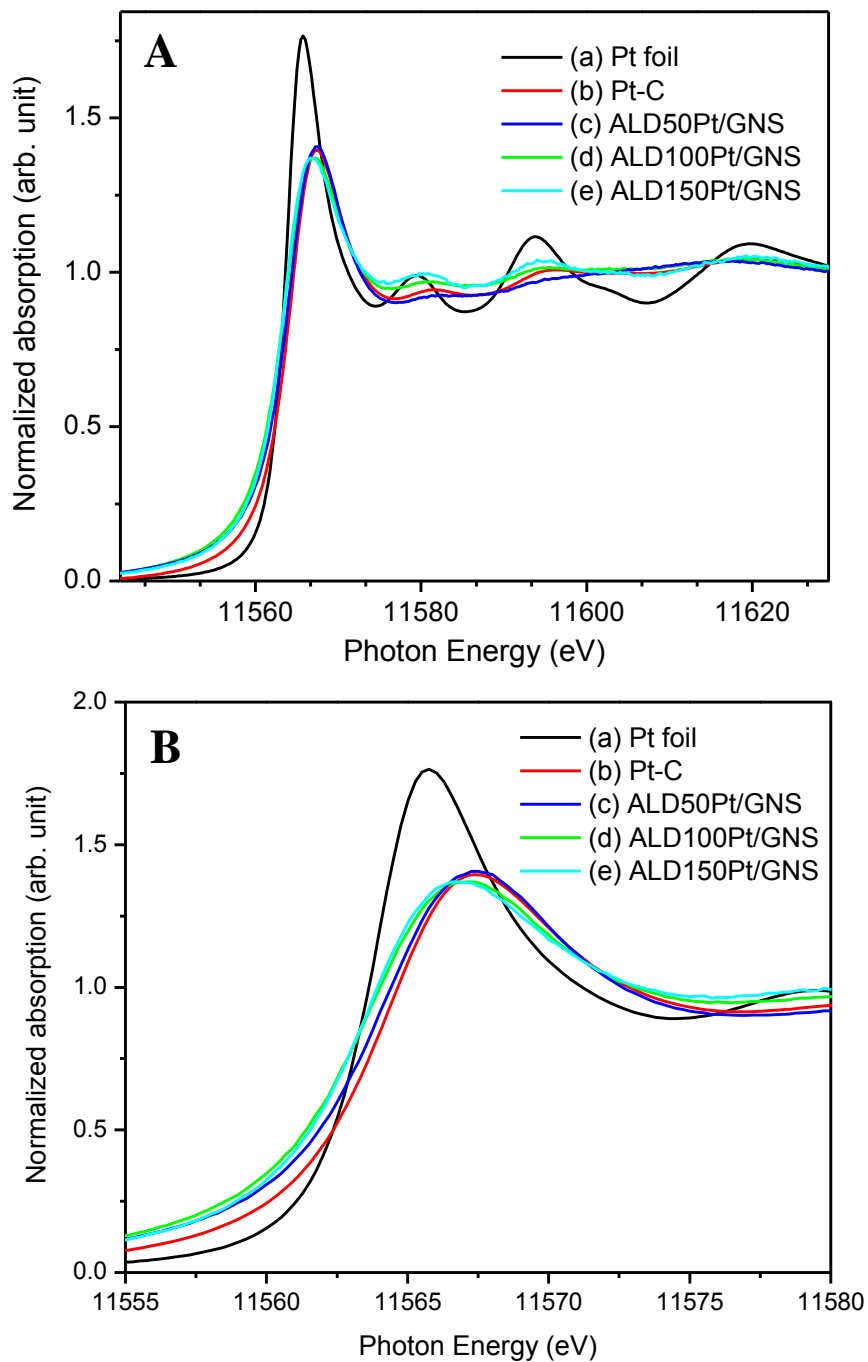 A
(a) Pt foil
(b) Pt-C
(c) ALD50Pt/GNS
(d) ALD100Pt/GNS
(e) ALD150Pt/GNS
Normalized absorption (arb. unit)
1.5
1.0
0.5
0.0
11560 11580 11600 11620
Photon Energy (eV)
B
(a) Pt foil
(b) Pt-C
(c) ALD50Pt/GNS
(d) ALD100Pt/GNS
(e) ALD150Pt/GNS
Normalized absorption (arb. unit)
2.0
1.5
1.0
0.5
0.0
11555 11560 11565 11570 11575 11580
Photon Energy (eV)